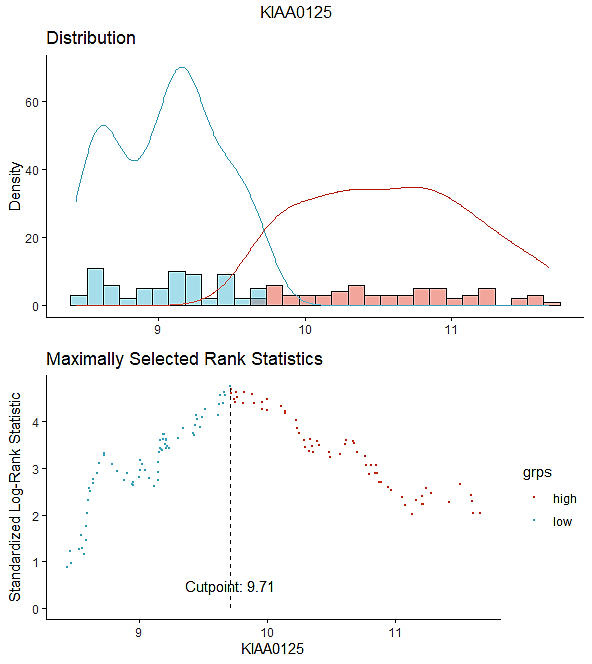 KIAA0125
Distribution
Density
60
40
20
0
9 10 11
Maximally Selected Rank Statistics
Standardized Log-Rank Statistic
4
3
2
1
0
Cutpoint: 9.71
9 10 11
KIAA0125
grps
high
low